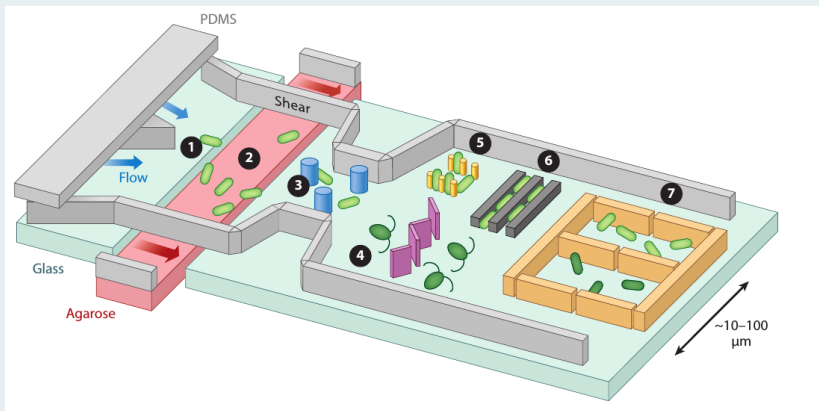 PDMS
Shear
1
2
Flow
3
4
5
6
7
Glass
Agarose
~10–100
μm